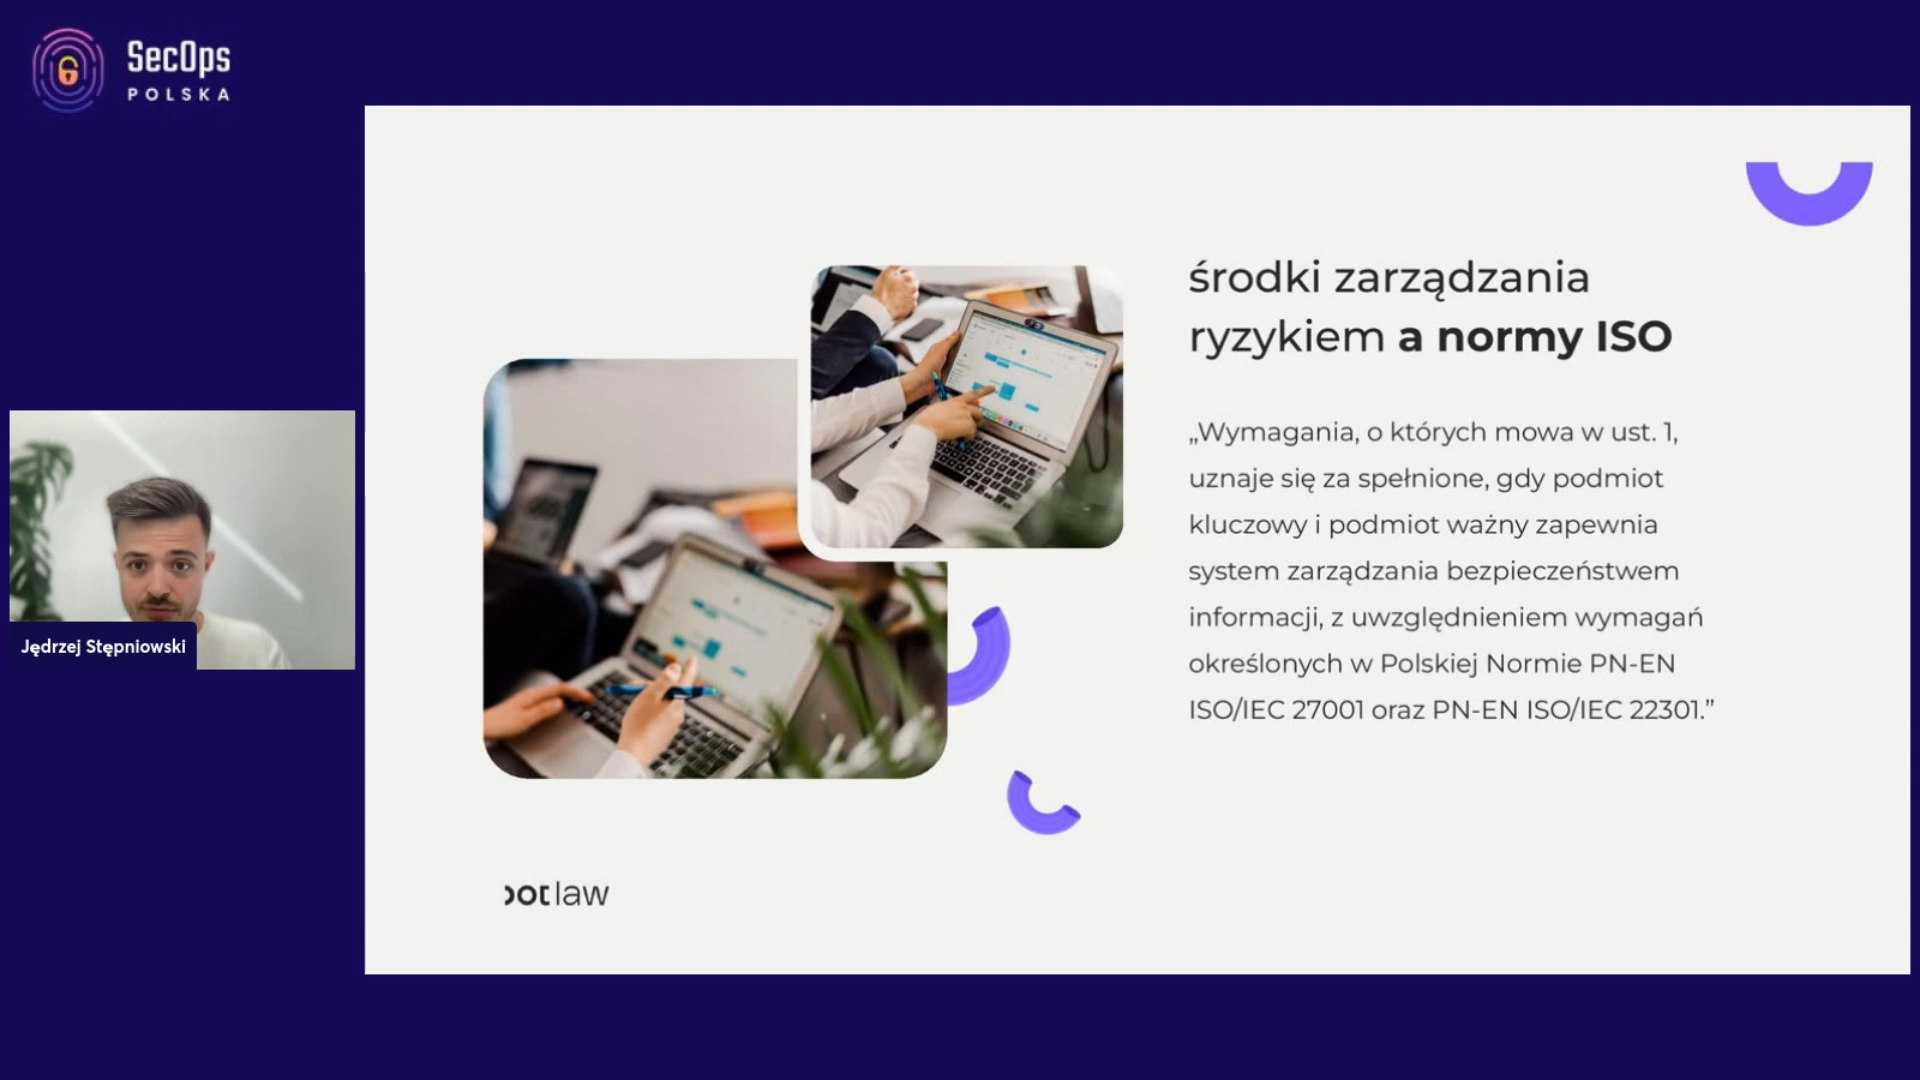 SecOps
POLSKA
środki zarządzania
ryzykiem a normy ISO
„Wymagania, o których mowa w ust. 1,
uznaje się za spełnione, gdy podmiot
kluczowy i podmiot ważny zapewnia
system zarządzania bezpieczeństwem
informacji, z uwzględnieniem wymagań
określonych w Polskiej Normie PN-EN
ISO/IEC 27001 oraz PN-EN ISO/IEC 22301.”
Jędrzej Stępniowski
law